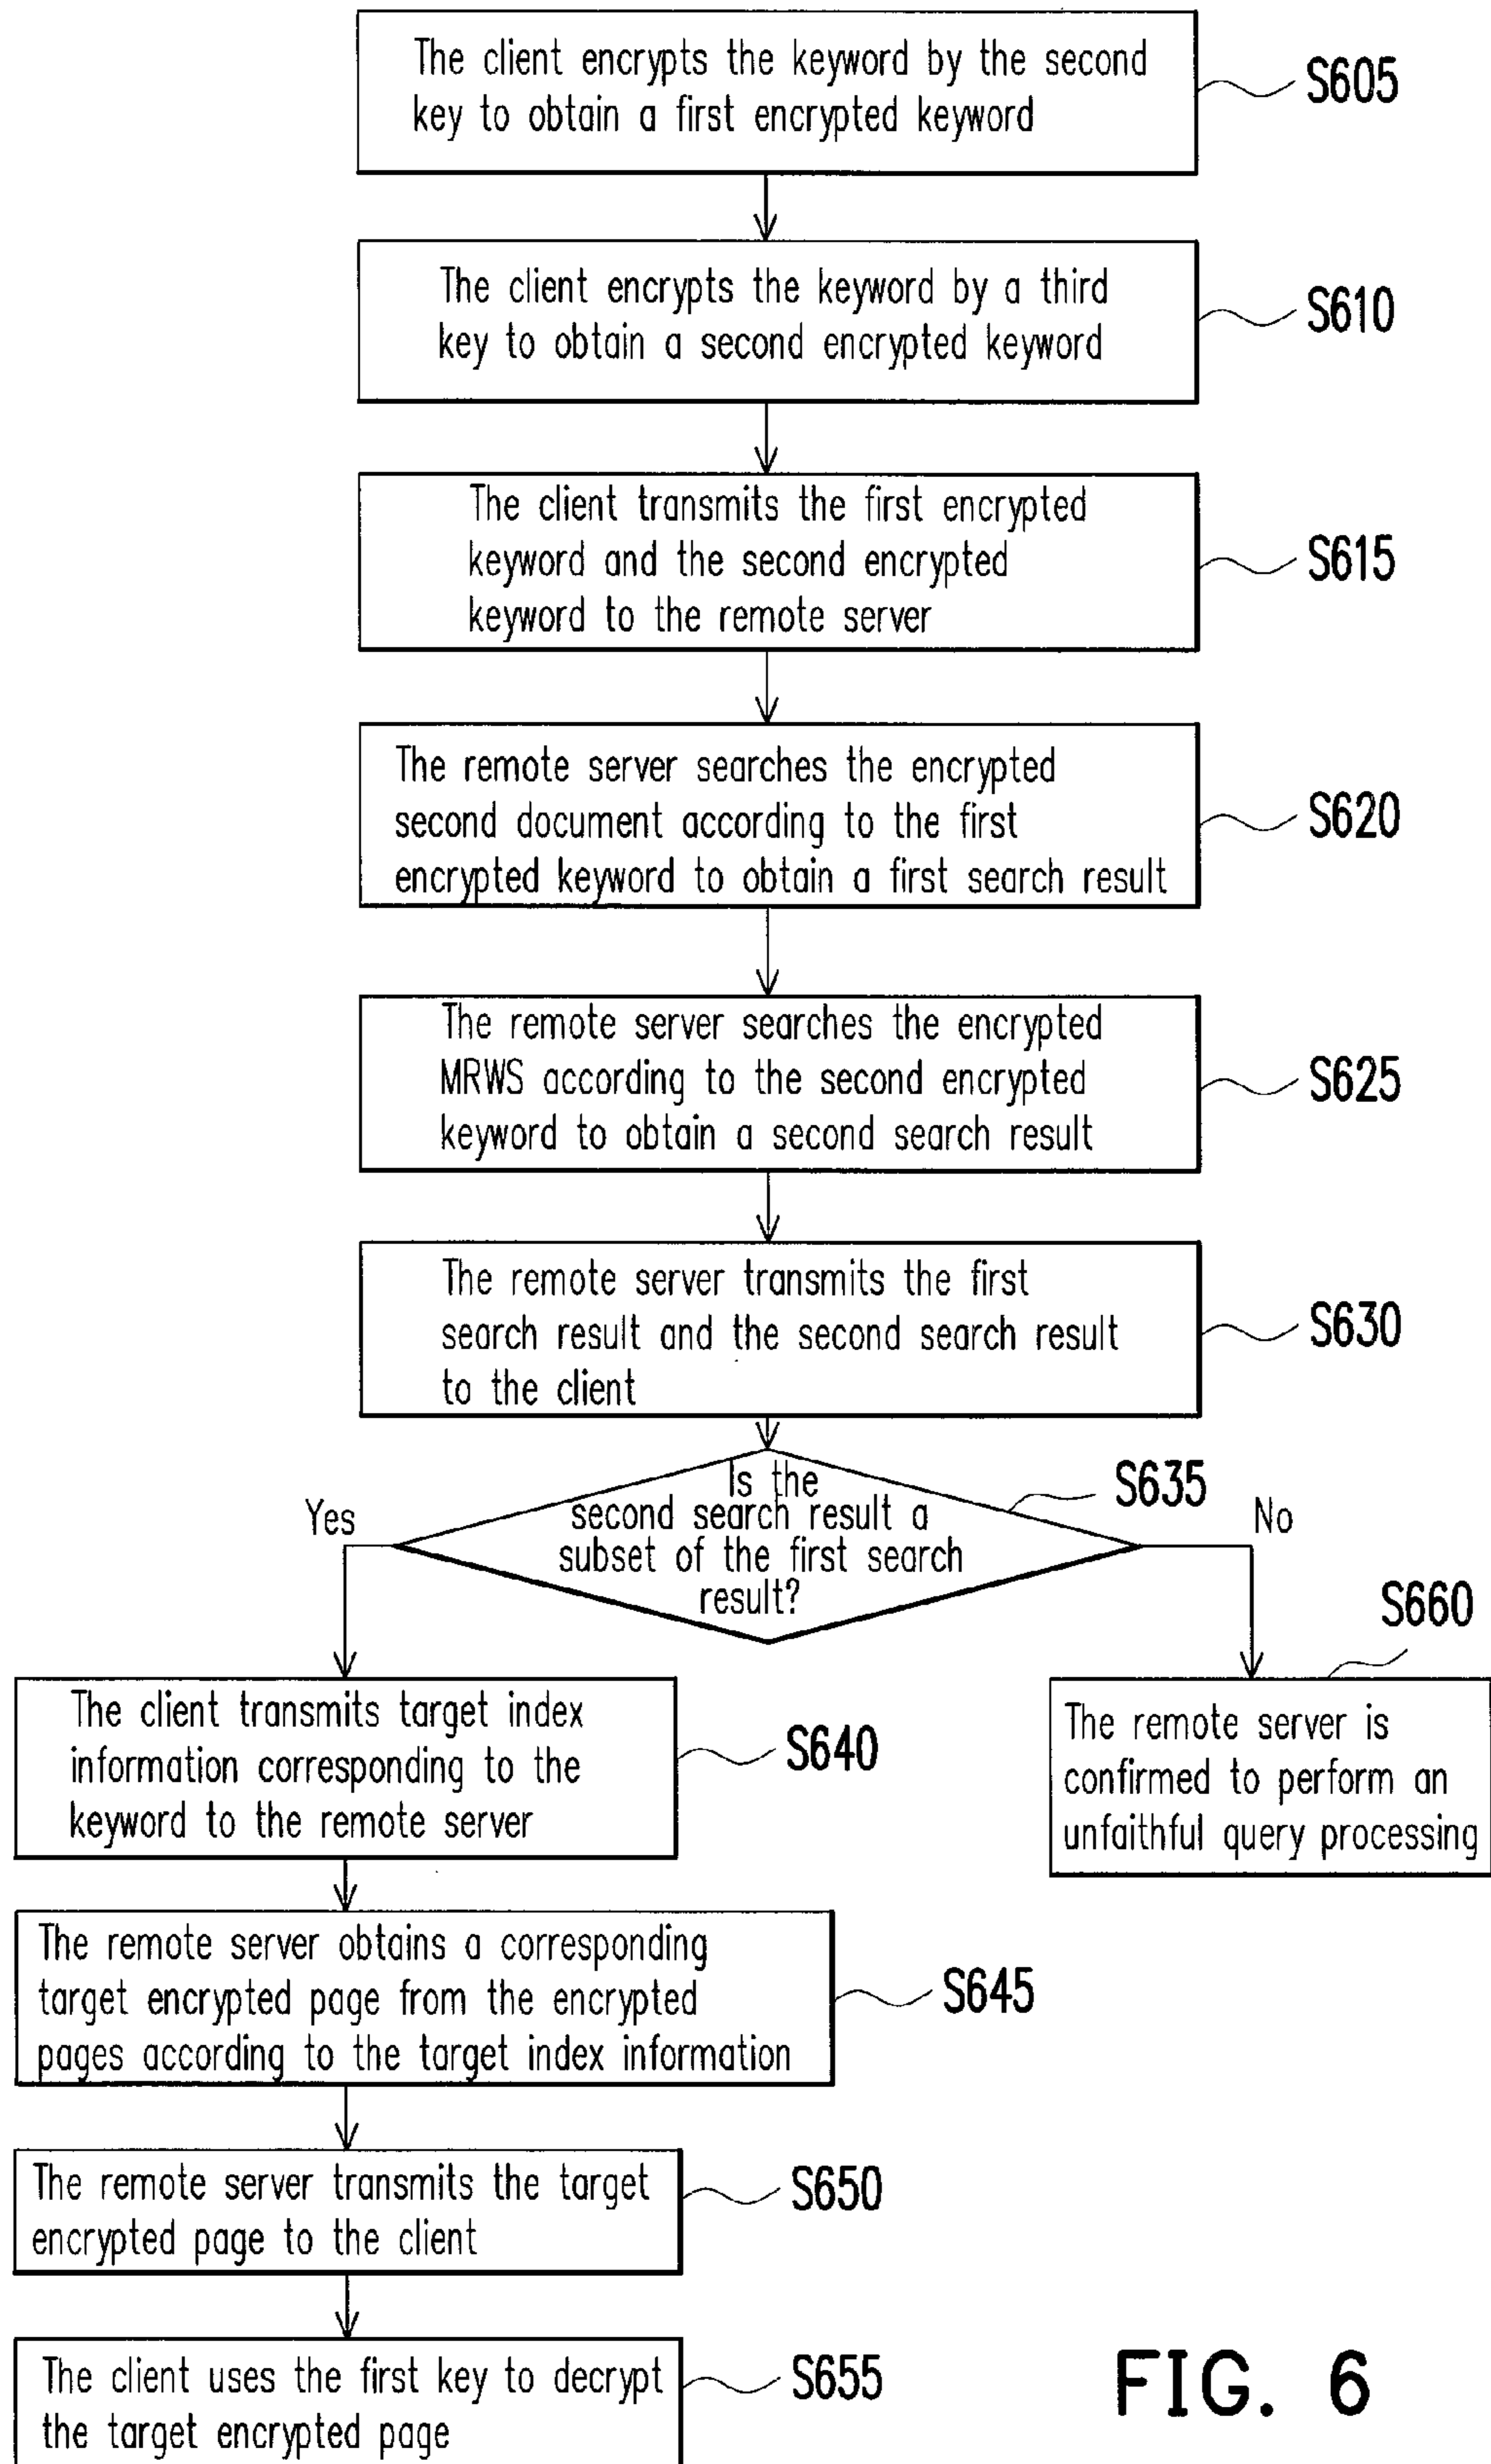 The client encrypts the keyword by the second
key to obtain a first encrypted keyword
S605
The client encrypts the keyword by a third
key to obtain a second encrypted keyword
S610
The client transmits the first encrypted
keyword and the second encrypted
keyword to the remote server
S615
The remote server searches the encrypted
second document according to the first
encrypted keyword to obtain a first search result
S620
The remote server searches the encrypted
MRWS according to the second encrypted
keyword to obtain a second search result
S625
The remote server transmits the first
search result and the second search result
to the client
S630
Is the
second search result a
subset of the first search
result?
S635
Yes
No
S660
The client transmits target index
information corresponding to the
keyword to the remote server
S640
The remote server is
confirmed to perform an
unfaithful query processing
The remote server obtains a corresponding
target encrypted page from the encrypted
pages according to the target index information
S645
The remote server transmits the target
encrypted page to the client
S650
The client uses the first key to decrypt
the target encrypted page
S655
FIG. 6